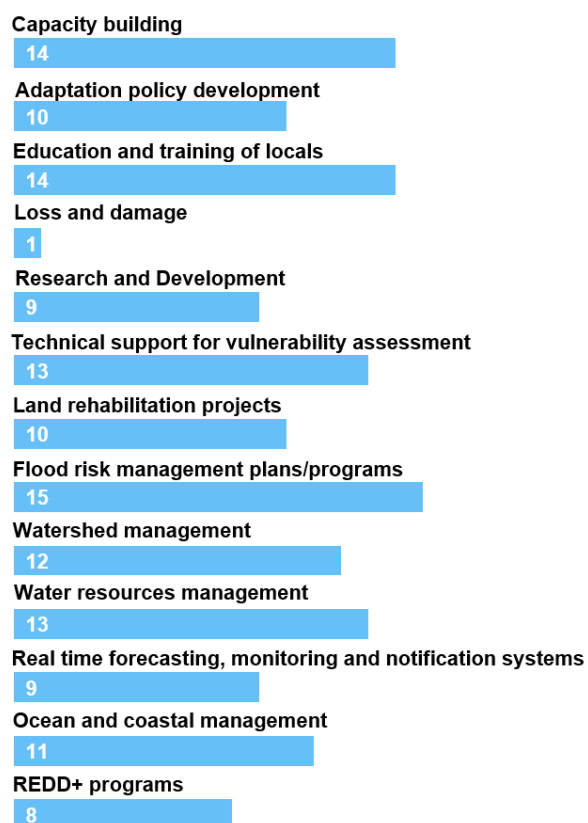 Capacity building
14
Adaptation policy development
10
Education and training of locals
14
Loss and damage
1
Research and Development
9
Technical support for vulnerability assessment
13
Land rehabilitation projects
10
Flood risk management plans/programs
15
Watershed management
12
Water resources management
13
Real time forecasting, monitoring and notification systems
9
Ocean and coastal management
11
REDD+ programs
8